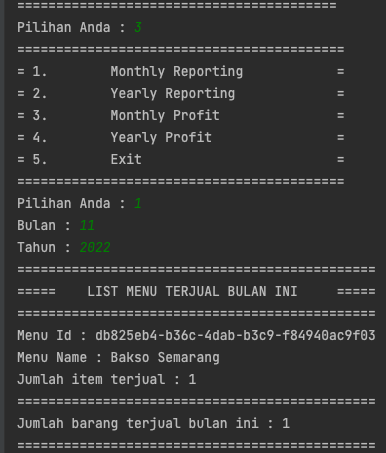 =========================================
Pilihan Anda : 3
==========================================
= 1.        Monthly Reporting            =
= 2.        Yearly Reporting             =
= 3.        Monthly Profit               =
= 4.        Yearly Profit                =
= 5.        Exit                         =
==========================================
Pilihan Anda : 1
Bulan : 11
Tahun : 2022
==============================================
=====    LIST MENU TERJUAL BULAN INI     =====
==============================================
Menu Id : db825eb4-b36c-4dab-b3c9-f84940ac9f03
Menu Name : Bakso Semarang
Jumlah item terjual : 1
==============================================
Jumlah barang terjual bulan ini : 1
==============================================